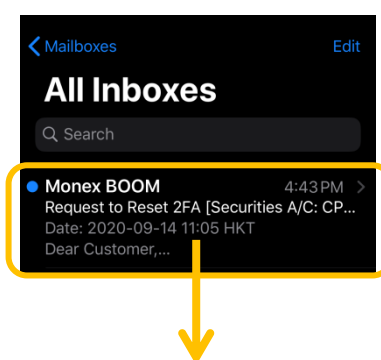 Mailboxes
Edit
All Inboxes
Search
Monex BOOM 4:43 PM
Request to Reset 2FA [Securities A/C: CP...
Date: 2020-09-14 11:05 HKT
Dear Customer,...